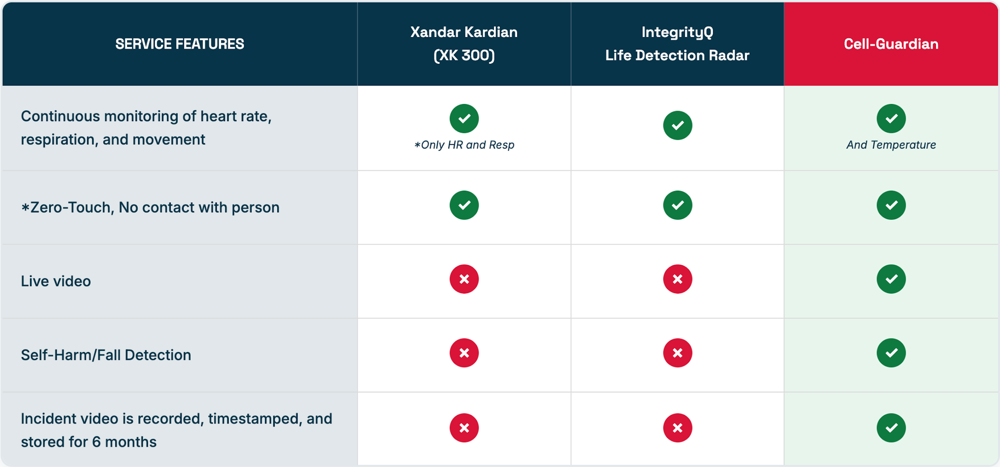 SERVICE FEATURES
Xandar Kardian
(XK 300)
IntegrityQ
Life Detection Radar
Cell-Guardian
Continuous monitoring of heart rate,
respiration, and movement
*Only HR and Resp
And Temperature
*Zero-Touch, No contact with person
Live video
Self-Harm/Fall Detection
Incident video is recorded, timestamped, and
stored for 6 months